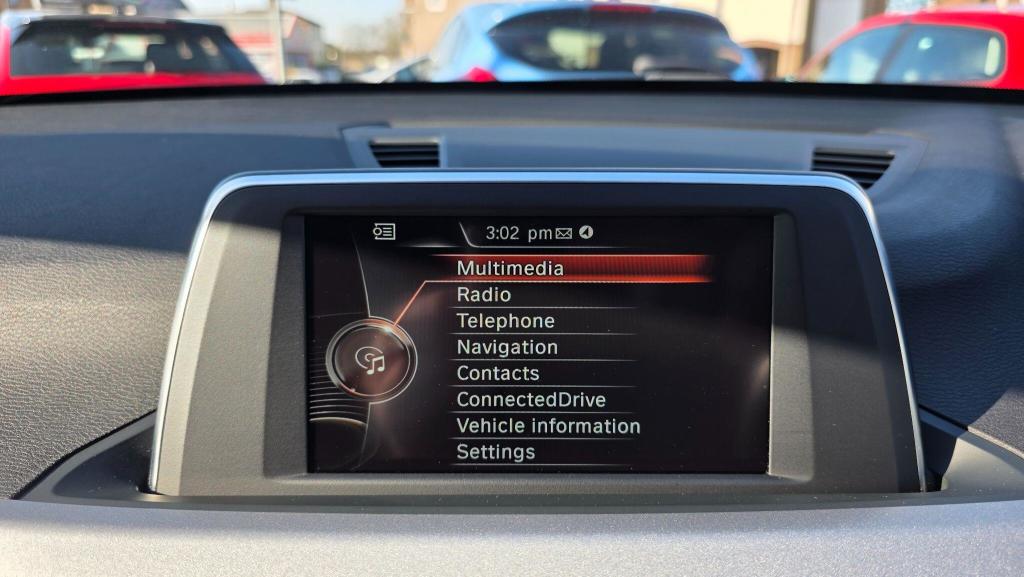 3:02 pm
Multimedia
Radio
Telephone
Navigation
Contacts
ConnectedDrive
Vehicle information
Settings